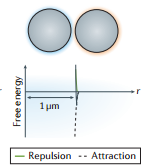 Free energy
1 μm
r
Repulsion
Attraction